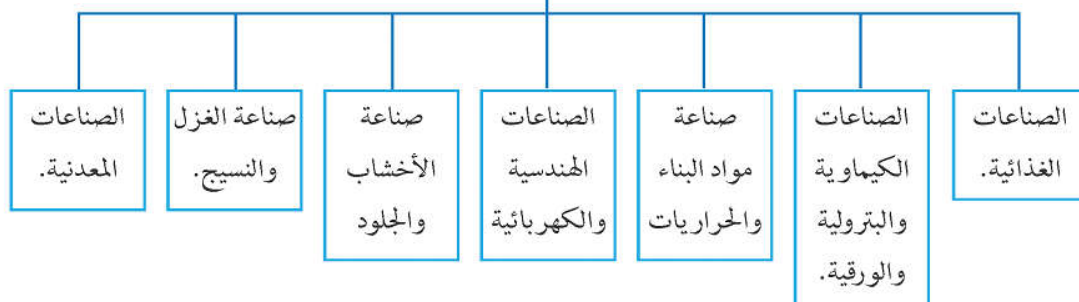 الصناعات
الغذائية.
الصناعات
الكيماوية
والبترولية
والورقية.
صناعة
مواد البناء
والحراريات
الصناعات
الهندسية
والكهربائية
صناعة
الأخشاب
والجلود
صناعة الغزل
والنسيج.
الصناعات
المعدنية.